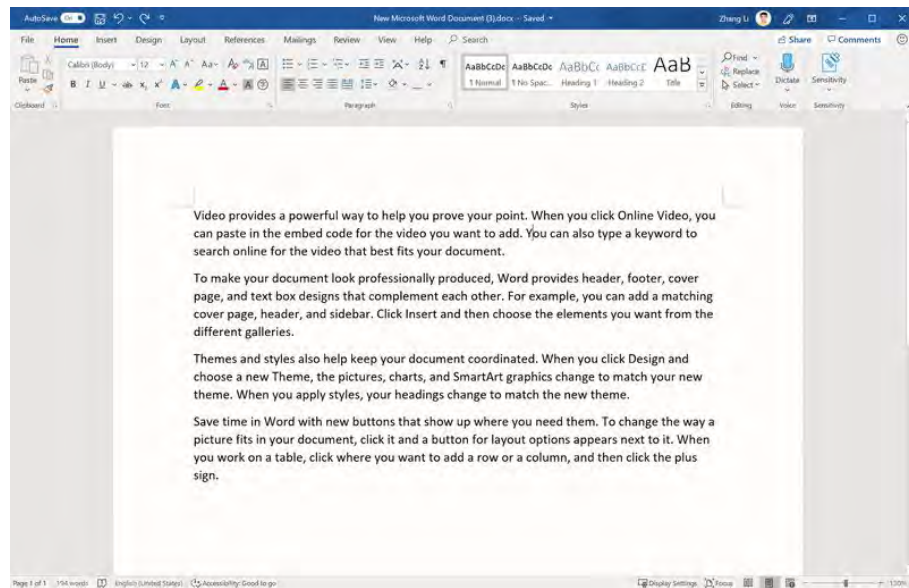 AutoSave On New Microsoft Word Document (3).docx - Saved Zhang Li
File Home Insert Design Layout References Mailings Review View Help Search Share Comments
Calibri (Body) 12 A A Aa A Find
Paste Replace
B I U ab x, x² A A Select Dictate Sensitivity
AaBbCcDc AaBbCcDc AaBbCc AaBbCcE AaB
¶ Normal ¶ No Spac... Heading 1 Heading 2 Title
Clipboard Font Paragraph Styles Editing Voice Sensitivity
Video provides a powerful way to help you prove your point. When you click Online Video, you
can paste in the embed code for the video you want to add. You can also type a keyword to
search online for the video that best fits your document.
To make your document look professionally produced, Word provides header, footer, cover
page, and text box designs that complement each other. For example, you can add a matching
cover page, header, and sidebar. Click Insert and then choose the elements you want from the
different galleries.
Themes and styles also help keep your document coordinated. When you click Design and
choose a new Theme, the pictures, charts, and SmartArt graphics change to match your new
theme. When you apply styles, your headings change to match the new theme.
Save time in Word with new buttons that show up where you need them. To change the way a
picture fits in your document, click it and a button for layout options appears next to it. When
you work on a table, click where you want to add a row or a column, and then click the plus
sign.
Page 1 of 1 194 words English (United States) Accessibility: Good to go Display Settings Focus